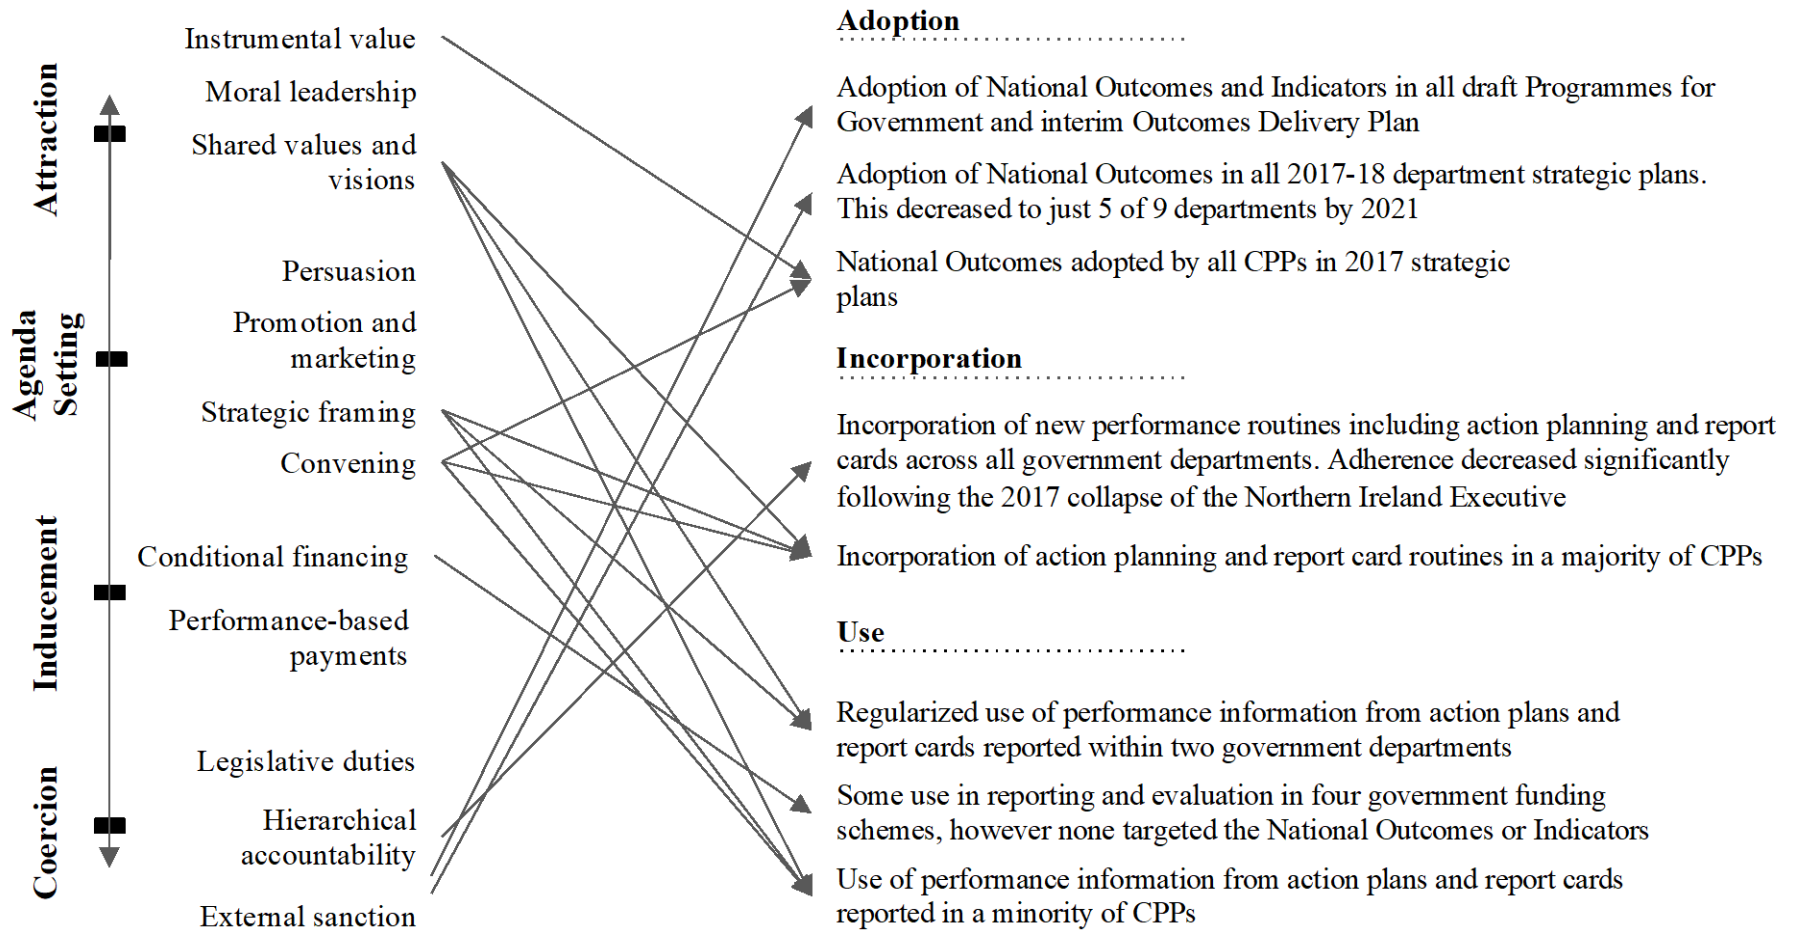 Attraction
Agenda
Setting
Inducement
Coercion
Instrumental value
Moral leadership
Shared values and
visions
Persuasion
Promotion and
marketing
Strategic framing
Convening
Conditional financing
Performance-based
payments
Legislative duties
Hierarchical
accountability
External sanction
Adoption
Adoption of National Outcomes and Indicators in all draft Programmes for
Government and interim Outcomes Delivery Plan
Adoption of National Outcomes in all 2017-18 department strategic plans.
This decreased to just 5 of 9 departments by 2021
National Outcomes adopted by all CPPs in 2017 strategic
plans
Incorporation
Incorporation of new performance routines including action planning and report
cards across all government departments. Adherence decreased significantly
following the 2017 collapse of the Northern Ireland Executive
Incorporation of action planning and report card routines in a majority of CPPs
Use
Regularized use of performance information from action plans and
report cards reported within two government departments
Some use in reporting and evaluation in four government funding
schemes, however none targeted the National Outcomes or Indicators
Use of performance information from action plans and report cards
reported in a minority of CPPs